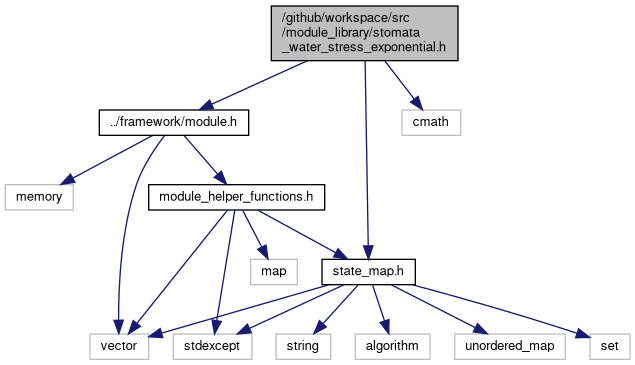 /github/workspace/src
/module_library/stomata
_water_stress_exponential.h
../framework/module.h
cmath
memory
module_helper_functions.h
map
state_map.h
vector
stdexcept
string
algorithm
unordered_map
set